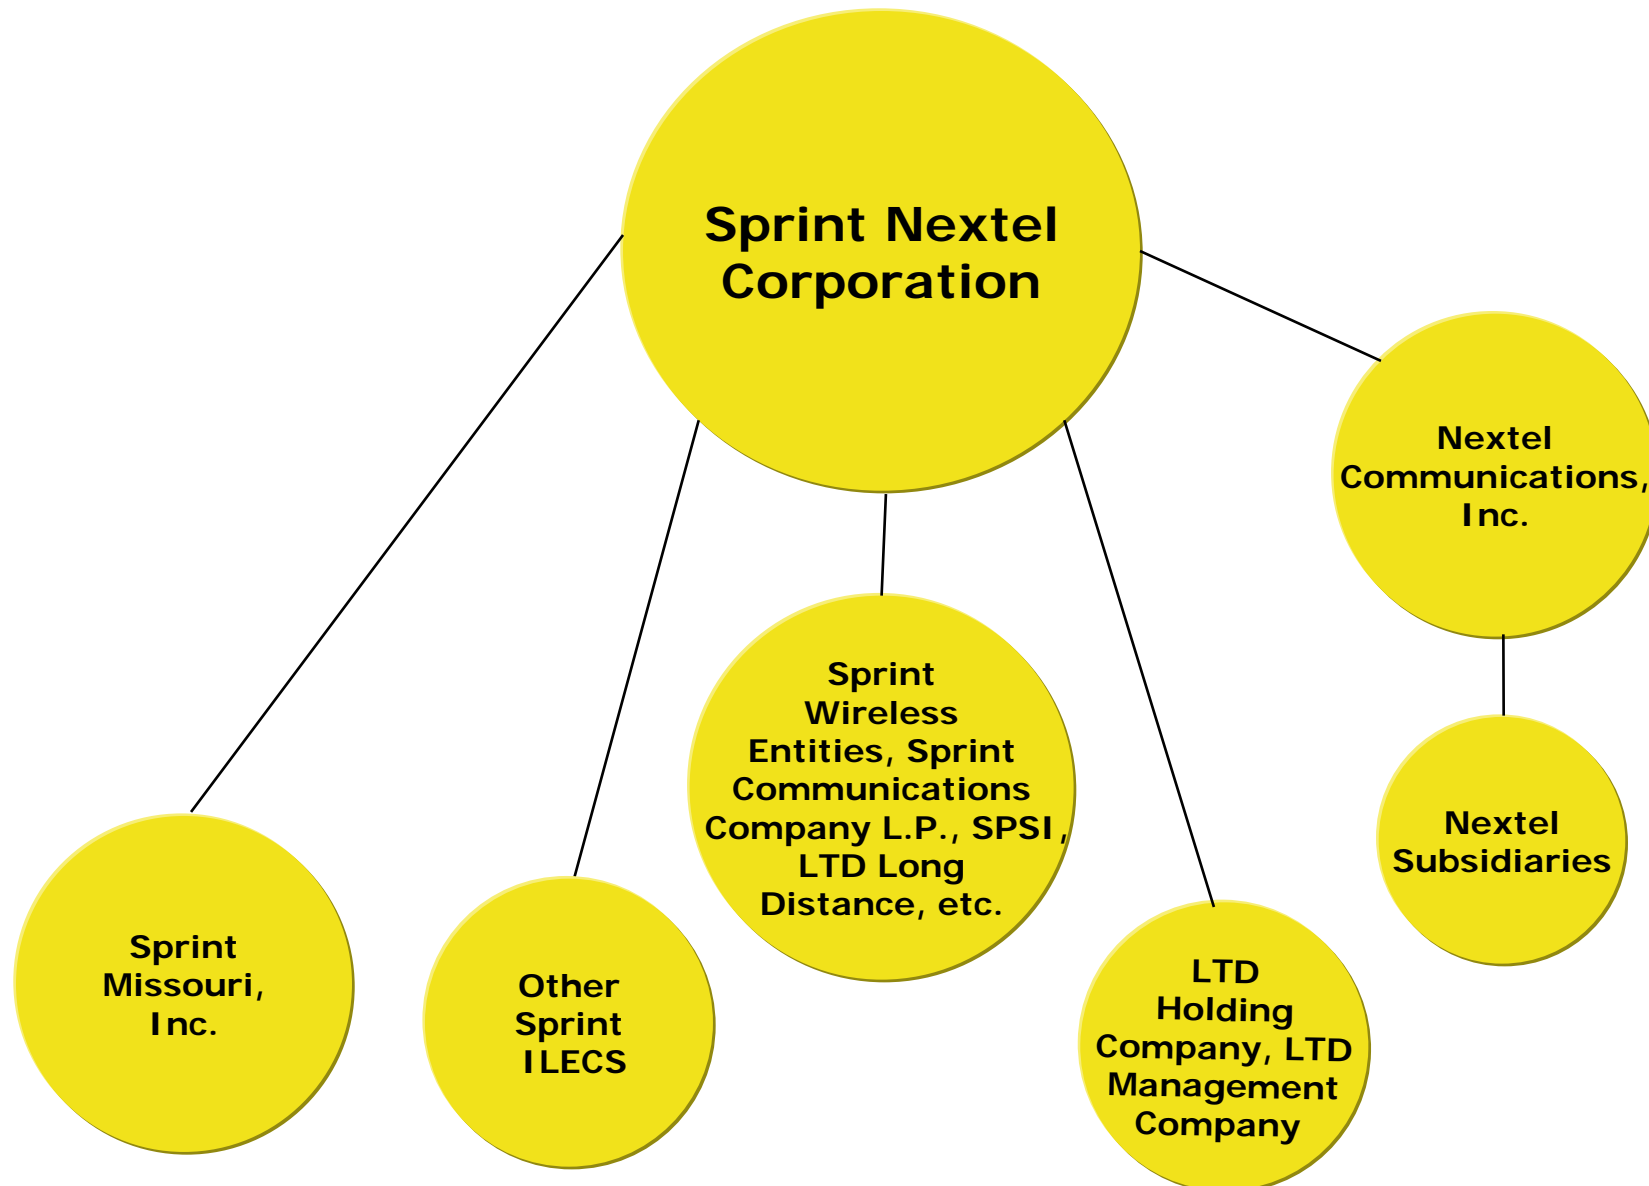 Sprint Nextel
Corporation
Nextel
Communications,
Inc.
Sprint
Wireless
Entities, Sprint
Communications
Company L.P., SPSI,
LTD Long
Distance, etc.
Nextel
Subsidiaries
Sprint
Missouri,
Inc.
Other
Sprint
ILECS
LTD
Holding
Company, LTD
Management
Company